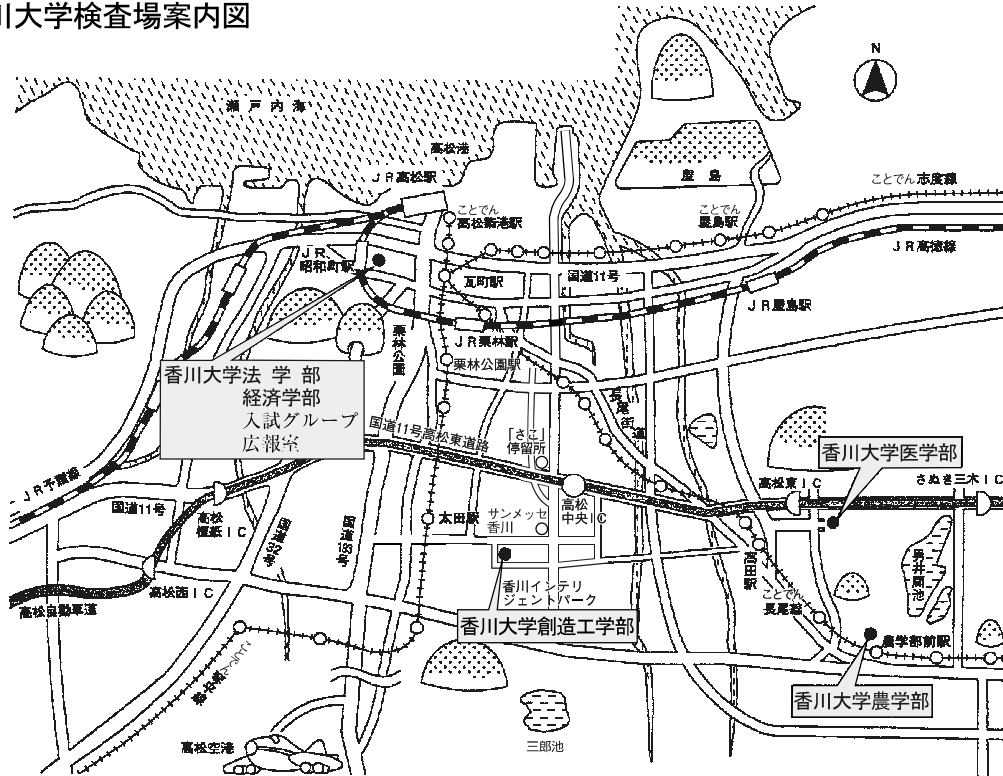 川大学検査場案内図
N
瀬戸内海
高松港
JR高松駅
屋島
ことでん志度線
ことでん
高松築港駅
ことでん
屋島駅
JR高徳線
JR
昭和町駅
瓦町駅
国道11号
JR屋島駅
JR栗林駅
栗林公園
栗林公園駅
香川大学法学部
経済学部
入試グループ
広報室
長尾街道
国道11号高松東道路
「さこ」
停留所
香川大学医学部
高松東IC
さぬき三木IC
JR予讃線
国道11号
高松
檀紙IC
国道193号
太田駅
サンメッセ
香川
高松
中央IC
男井間池
高松西IC
高松自動車道
香川インテリ
ジェントパーク
ことでん
長尾線
香川大学創造工学部
農学部前駅
香川大学農学部
高松空港
三郎池